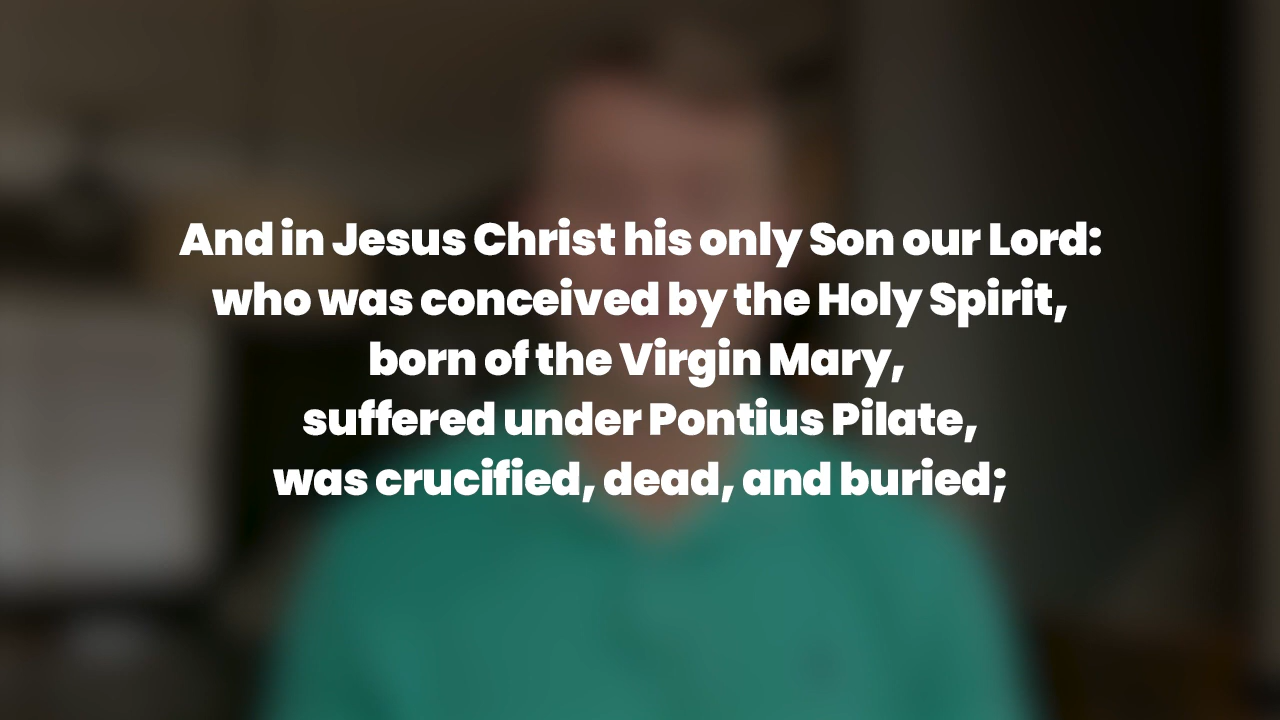 And in Jesus Christ his only Son our Lord:
who was conceived by the Holy Spirit,
born of the Virgin Mary,
suffered under Pontius Pilate,
was crucified, dead, and buried;